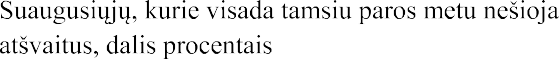 Suaugusiųjų, kurie visada tamsiu paros metu nešioja
atšvaitus, dalis procentais